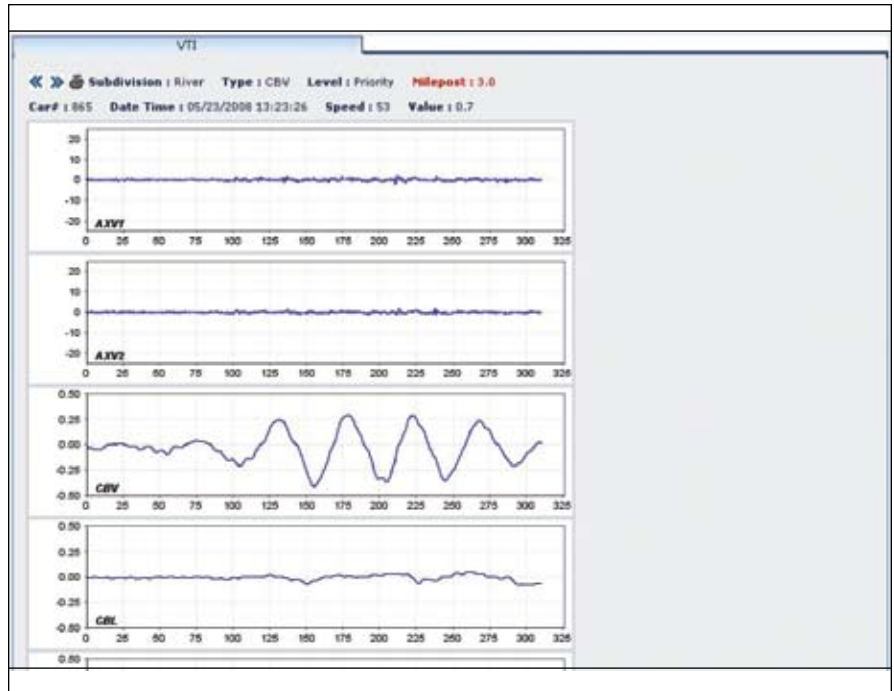 VTI
Subdivision : River Type : CBV Level : Priority Milepost : 3.0
Car# : 865 Date Time : 05/23/2008 13:23:26 Speed : 53 Value : 0.7
20
10
0
-10
-20
AXV1
0 25 50 75 100 125 150 175 200 225 250 275 300 325
20
10
0
-10
-20
AXV2
0 25 50 75 100 125 150 175 200 225 250 275 300 325
0.50
0.25
0.00
-0.25
-0.50
CBV
0 25 50 75 100 125 150 175 200 225 250 275 300 325
0.50
0.25
0.00
-0.25
-0.50
CBL
0 25 50 75 100 125 150 175 200 225 250 275 300 325
0.50